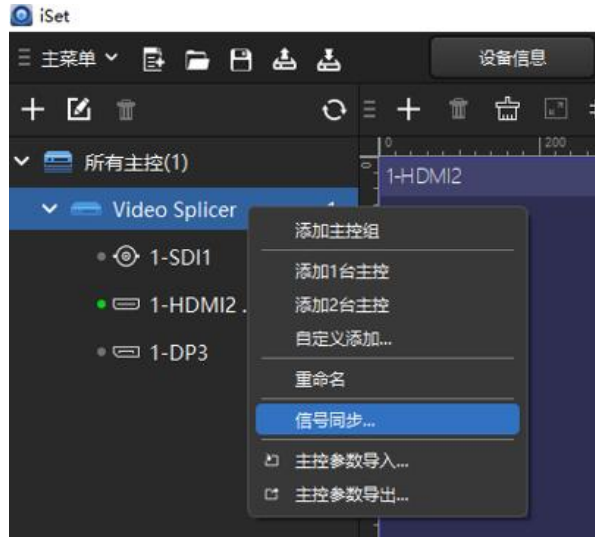 iSet
主菜单
设备信息
所有主控(1)
0
200
0
1-HDMI2
Video Splicer
1-SDI1
1-HDMI2 .
1-DP3
添加主控组
添加1台主控
添加2台主控
自定义添加...
重命名
信号同步...
主控参数导入...
主控参数导出...